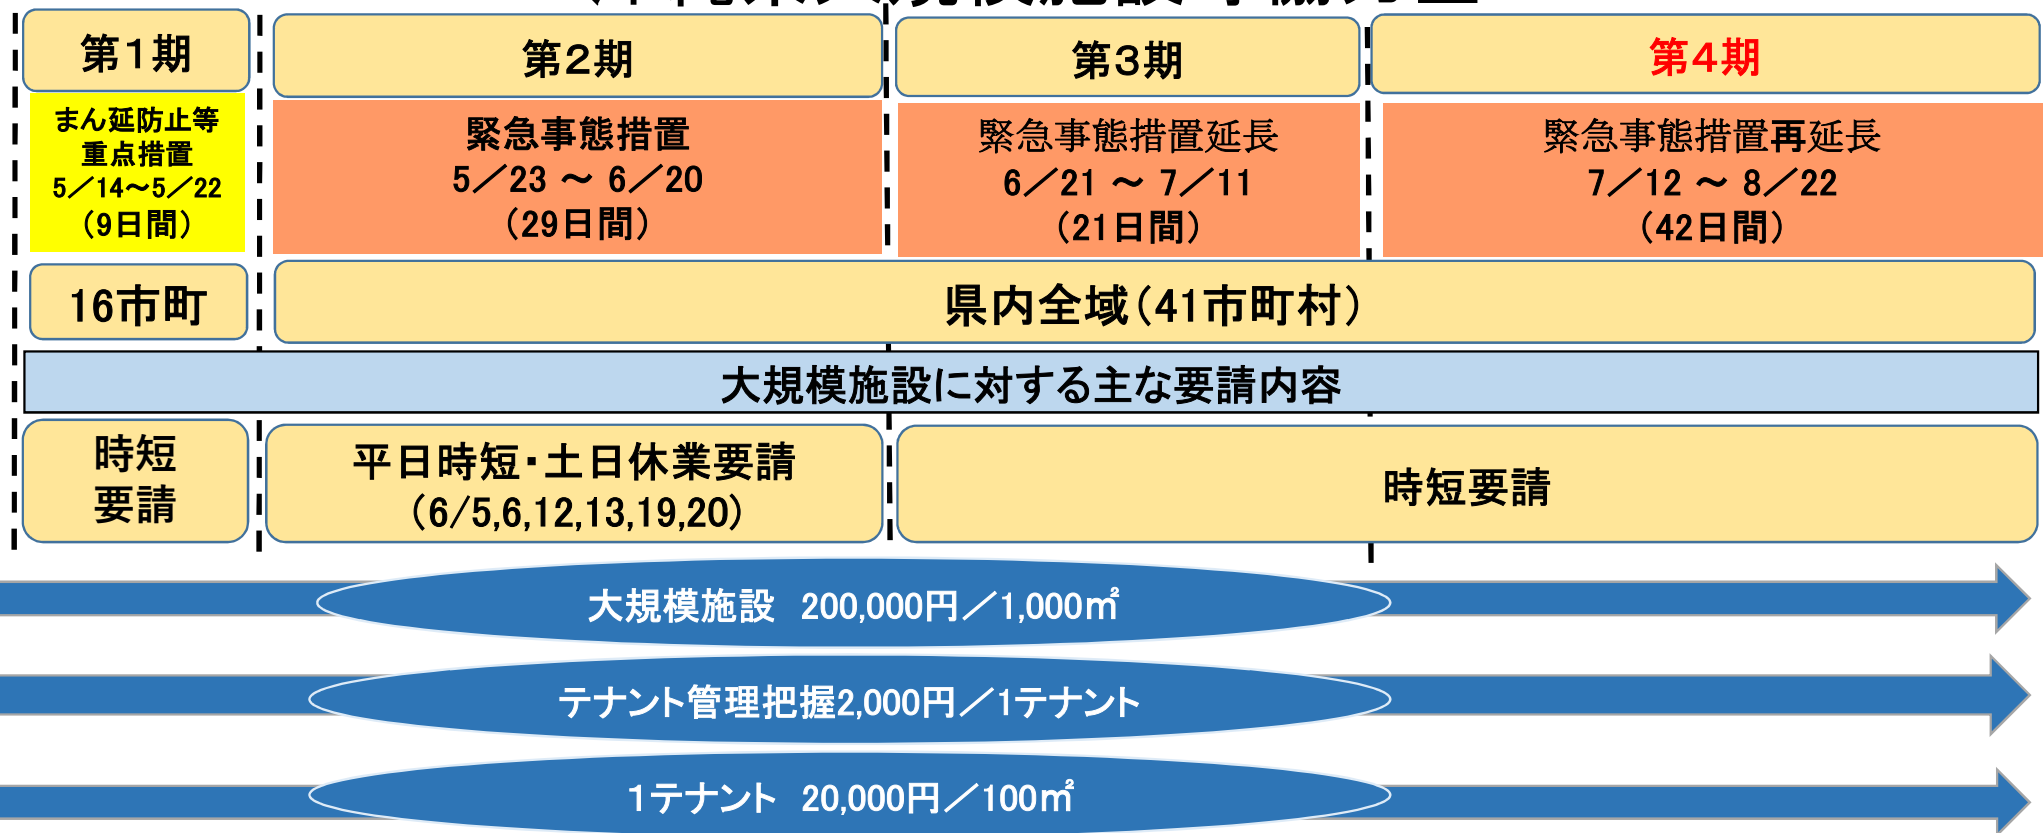 第1期
第2期
第3期
第4期
まん延防止等
重点措置
5／14～5／22
（9日間）
緊急事態措置
5／23 ～ 6／20
（29日間）
緊急事態措置延長
6／21 ～ 7／11
（21日間）
緊急事態措置再延長
7／12 ～ 8／22
（42日間）
16市町
県内全域（41市町村）
大規模施設に対する主な要請内容
時短
要請
平日時短・土日休業要請
（6/5,6,12,13,19,20）
時短要請
大規模施設　200,000円／1,000㎡
テナント管理把握2,000円／1テナント
1テナント　20,000円／100㎡